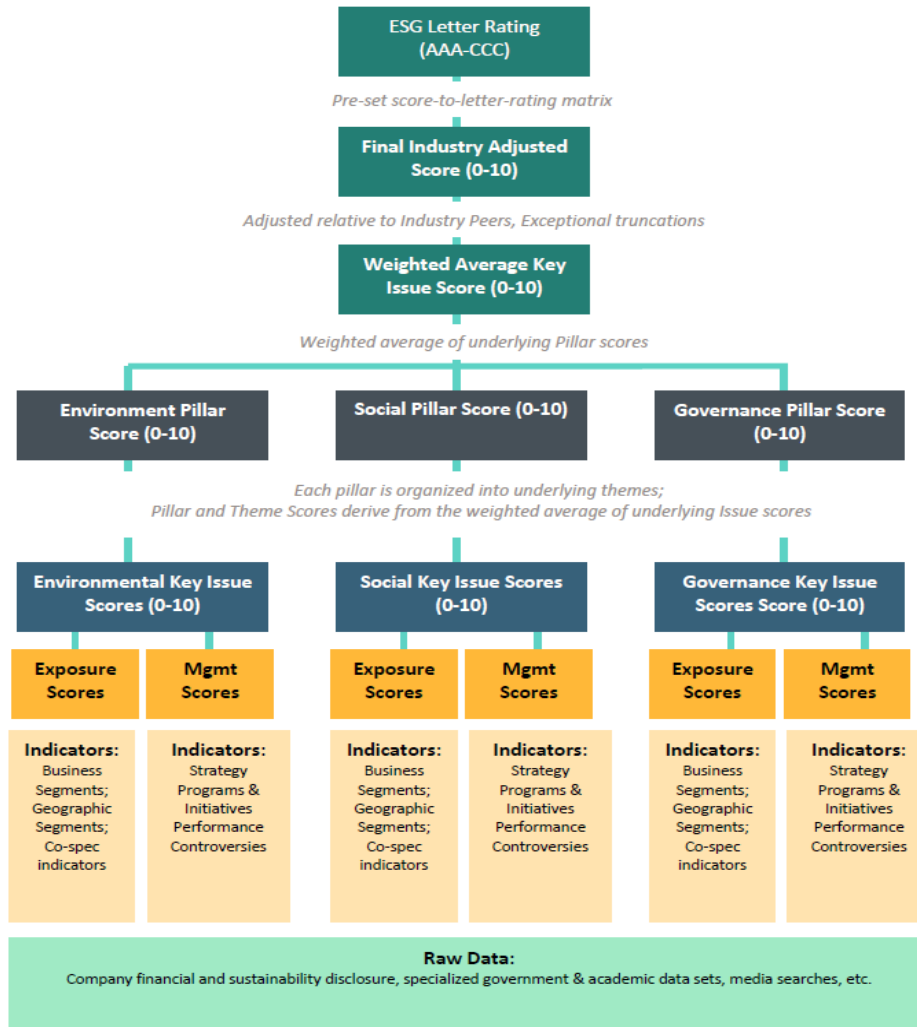 ESG Letter Rating
(AAA-CCC)
Pre-set score-to-letter-rating matrix
Final Industry Adjusted
Score (0-10)
Adjusted relative to Industry Peers, Exceptional truncations
Weighted Average Key
Issue Score (0-10)
Weighted average of underlying Pillar scores
Environment Pillar
Score (0-10)
Social Pillar Score (0-10)
Governance Pillar Score
(0-10)
Each pillar is organized into underlying themes;
Pillar and Theme Scores derive from the weighted average of underlying Issue scores
Environmental Key Issue
Scores (0-10)
Social Key Issue Scores
(0-10)
Governance Key Issue
Scores Score (0-10)
Exposure
Scores
Mgmt
Scores
Exposure
Scores
Mgmt
Scores
Exposure
Scores
Mgmt
Scores
Indicators:
Business
Segments;
Geographic
Segments;
Co-spec
indicators
Indicators:
Strategy
Programs &
Initiatives
Performance
Controversies
Indicators:
Business
Segments;
Geographic
Segments;
Co-spec
indicators
Indicators:
Strategy
Programs &
Initiatives
Performance
Controversies
Indicators:
Business
Segments;
Geographic
Segments;
Co-spec
indicators
Indicators:
Strategy
Programs &
Initiatives
Performance
Controversies
Raw Data:
Company financial and sustainability disclosure, specialized government & academic data sets, media searches, etc.